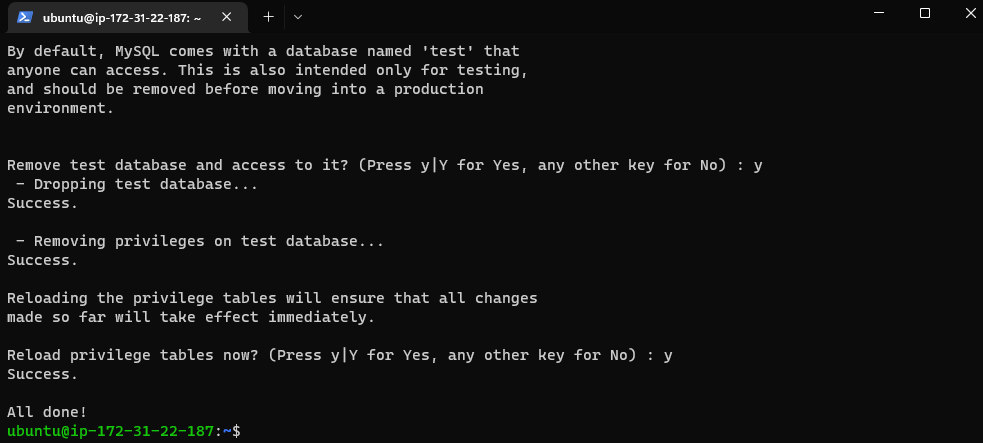 ubuntu@ip-172-31-22-187: ~
By default, MySQL comes with a database named 'test' that
anyone can access. This is also intended only for testing,
and should be removed before moving into a production
environment.
Remove test database and access to it? (Press y|Y for Yes, any other key for No) : y
 - Dropping test database...
Success.
 - Removing privileges on test database...
Success.
Reloading the privilege tables will ensure that all changes
made so far will take effect immediately.
Reload privilege tables now? (Press y|Y for Yes, any other key for No) : y
Success.
All done!
ubuntu@ip-172-31-22-187:~$